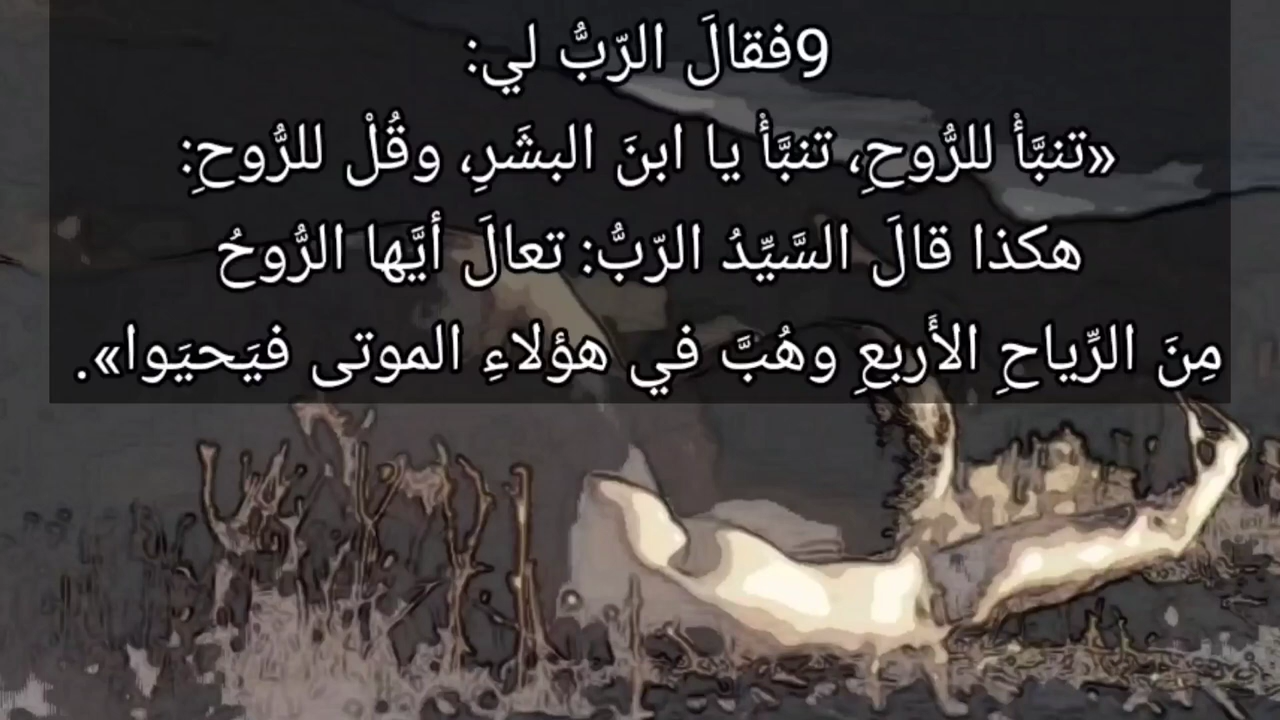 9فقالَ الرّبُّ لي:
«تنبَّأْ للرُّوحِ، تنبَّأْ يا ابنَ البشَرِ، وقُلْ للرُّوحِ:
هكذا قالَ السَّيِّدُ الرّبُّ: تعالَ أيَّها الرُّوحُ
مِنَ الرِّياحِ الأَربعِ وهُبَّ في هؤلاءِ الموتى فيَحيَوا».